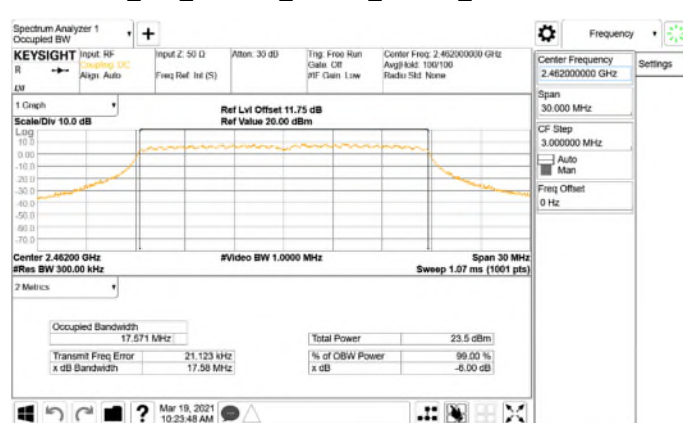 Spectrum Analyzer 1
Occupied BW
Frequency
KEYSIGHT
R
Input: RF
Coupling: DC
Align: Auto
Input Z: 50 Ω
Freq Ref: Int (S)
Atten: 30 dB
Trig: Free Run
Gate: Off
#IF Gain: Low
Center Freq: 2.462000000 GHz
Avg|Hold: 100/100
Radio Std: None
Center Frequency
2.462000000 GHz
Settings
Span
30.000 MHz
CF Step
3.000000 MHz
Auto
Man
Freq Offset
0 Hz
1 Graph
Scale/Div 10.0 dB
Ref Lvl Offset 11.75 dB
Ref Value 20.00 dBm
Log
10.0
0.00
-10.0
-20.0
-30.0
-40.0
-50.0
-60.0
-70.0
Center 2.46200 GHz
#Res BW 300.00 kHz
#Video BW 1.0000 MHz
Span 30 MHz
Sweep 1.07 ms (1001 pts)
2 Metrics
Occupied Bandwidth
17.571 MHz
Total Power 23.5 dBm
Transmit Freq Error 21.123 kHz
% of OBW Power 99.00 %
x dB Bandwidth 17.58 MHz
x dB -6.00 dB
?
Mar 19, 2021
10:23:48 AM